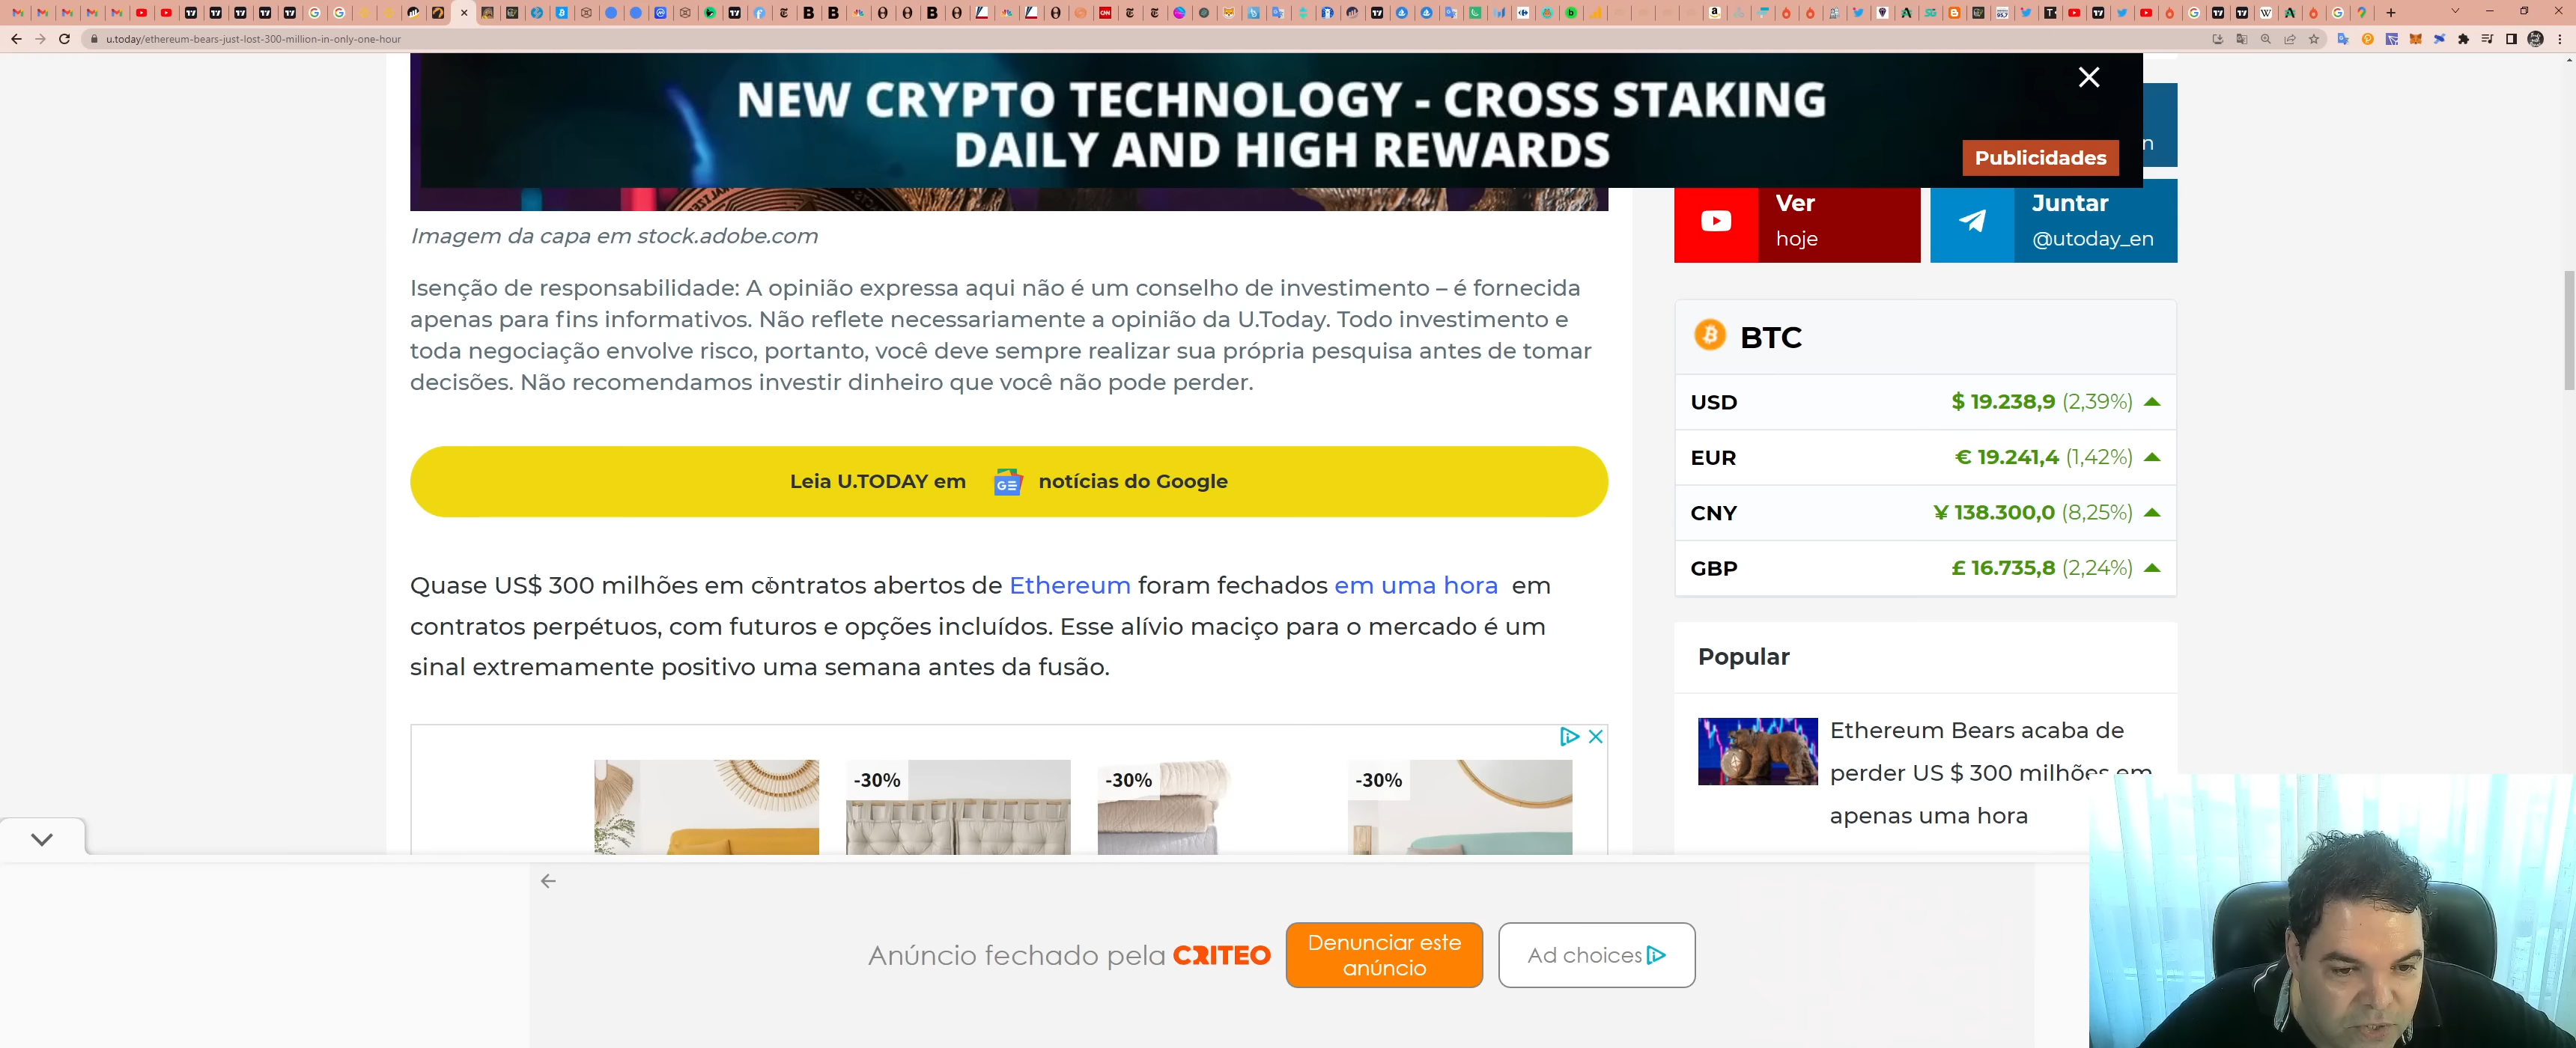 u.today/ethereum-bears-just-lost-300-million-in-only-one-hour
NEW CRYPTO TECHNOLOGY - CROSS STAKING
DAILY AND HIGH REWARDS
Publicidades
n
Imagem da capa em stock.adobe.com
Ver
hoje
Juntar
@utoday_en
Isenção de responsabilidade: A opinião expressa aqui não é um conselho de investimento – é fornecida
apenas para fins informativos. Não reflete necessariamente a opinião da U.Today. Todo investimento e
toda negociação envolve risco, portanto, você deve sempre realizar sua própria pesquisa antes de tomar
decisões. Não recomendamos investir dinheiro que você não pode perder.
BTC
USD $ 19.238,9 (2,39%)
EUR € 19.241,4 (1,42%)
CNY ¥ 138.300,0 (8,25%)
GBP £ 16.735,8 (2,24%)
Leia U.TODAY em GE notícias do Google
Quase US$ 300 milhões em contratos abertos de Ethereum foram fechados em uma hora em
contratos perpétuos, com futuros e opções incluídos. Esse alívio maciço para o mercado é um
sinal extremamente positivo uma semana antes da fusão.
Popular
Ethereum Bears acaba de
perder US $ 300 milhões em
apenas uma hora
-30%
-30%
-30%
Anúncio fechado pela CRITEO
Denunciar este
anúncio
Ad choices